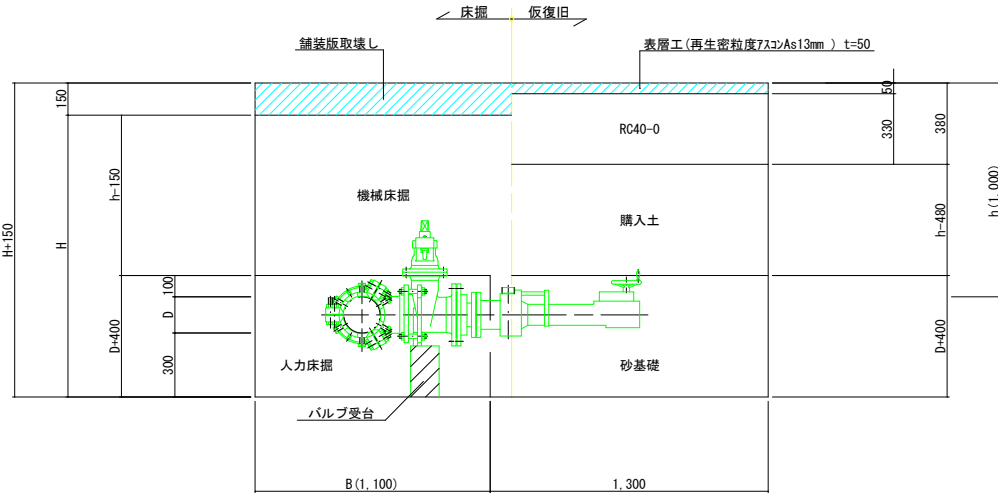 床掘 仮復旧
舗装版取壊し
表層工(再生密粒度アスコンAs13mm ) t=50
150
50
RC40-0
330
380
h(1,000)
機械床掘
h-150
H
H+150
購入土
h-480
100
D
300
D+400
D+400
人力床掘
砂基礎
バルブ受台
B(1,100)
1,300